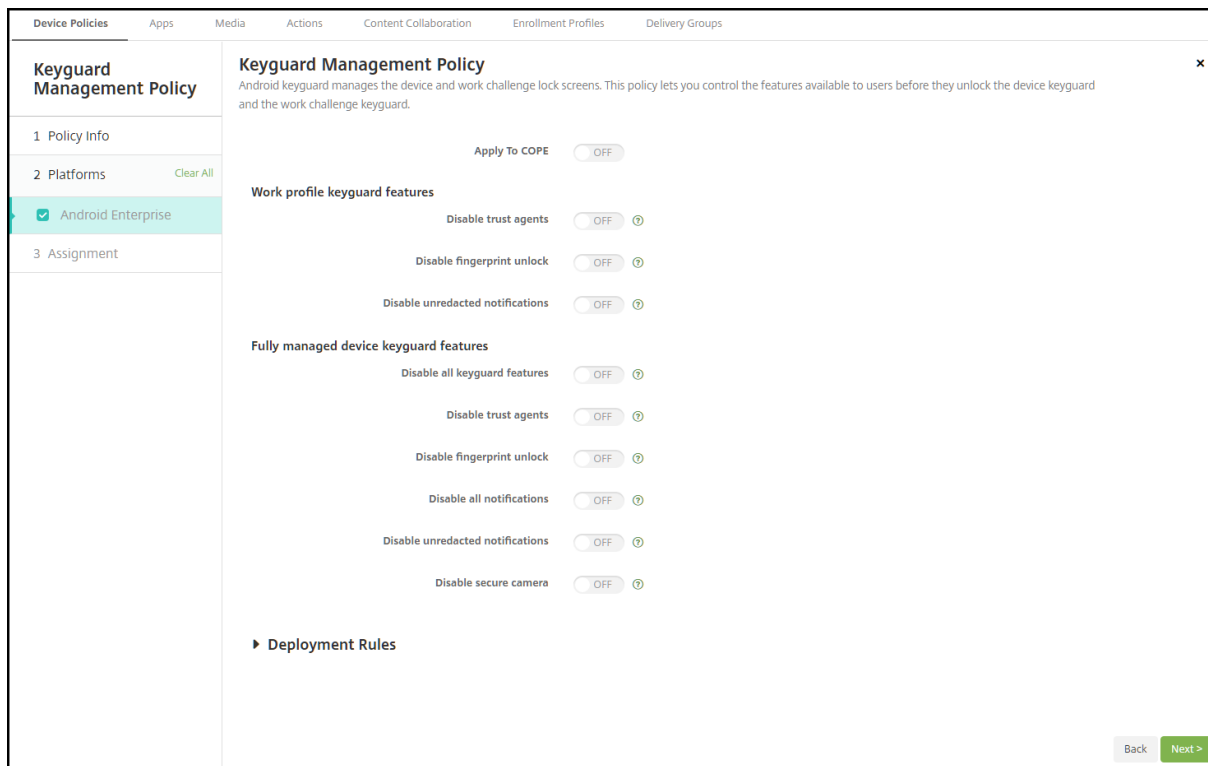 Device Policies Apps Media Actions Content Collaboration Enrollment Profiles Delivery Groups
Keyguard
Management Policy
1 Policy Info
2 Platforms Clear All
Android Enterprise
3 Assignment
Keyguard Management Policy
Android keyguard manages the device and work challenge lock screens. This policy lets you control the features available to users before they unlock the device keyguard
and the work challenge keyguard.
Apply To COPE OFF
Work profile keyguard features
Disable trust agents OFF
Disable fingerprint unlock OFF
Disable unredacted notifications OFF
Fully managed device keyguard features
Disable all keyguard features OFF
Disable trust agents OFF
Disable fingerprint unlock OFF
Disable all notifications OFF
Disable unredacted notifications OFF
Disable secure camera OFF
Deployment Rules
Back Next >